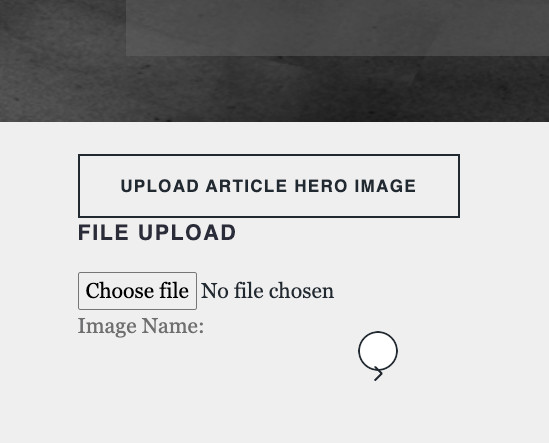 UPLOAD ARTICLE HERO IMAGE
FILE UPLOAD
Choose file No file chosen
Image Name: